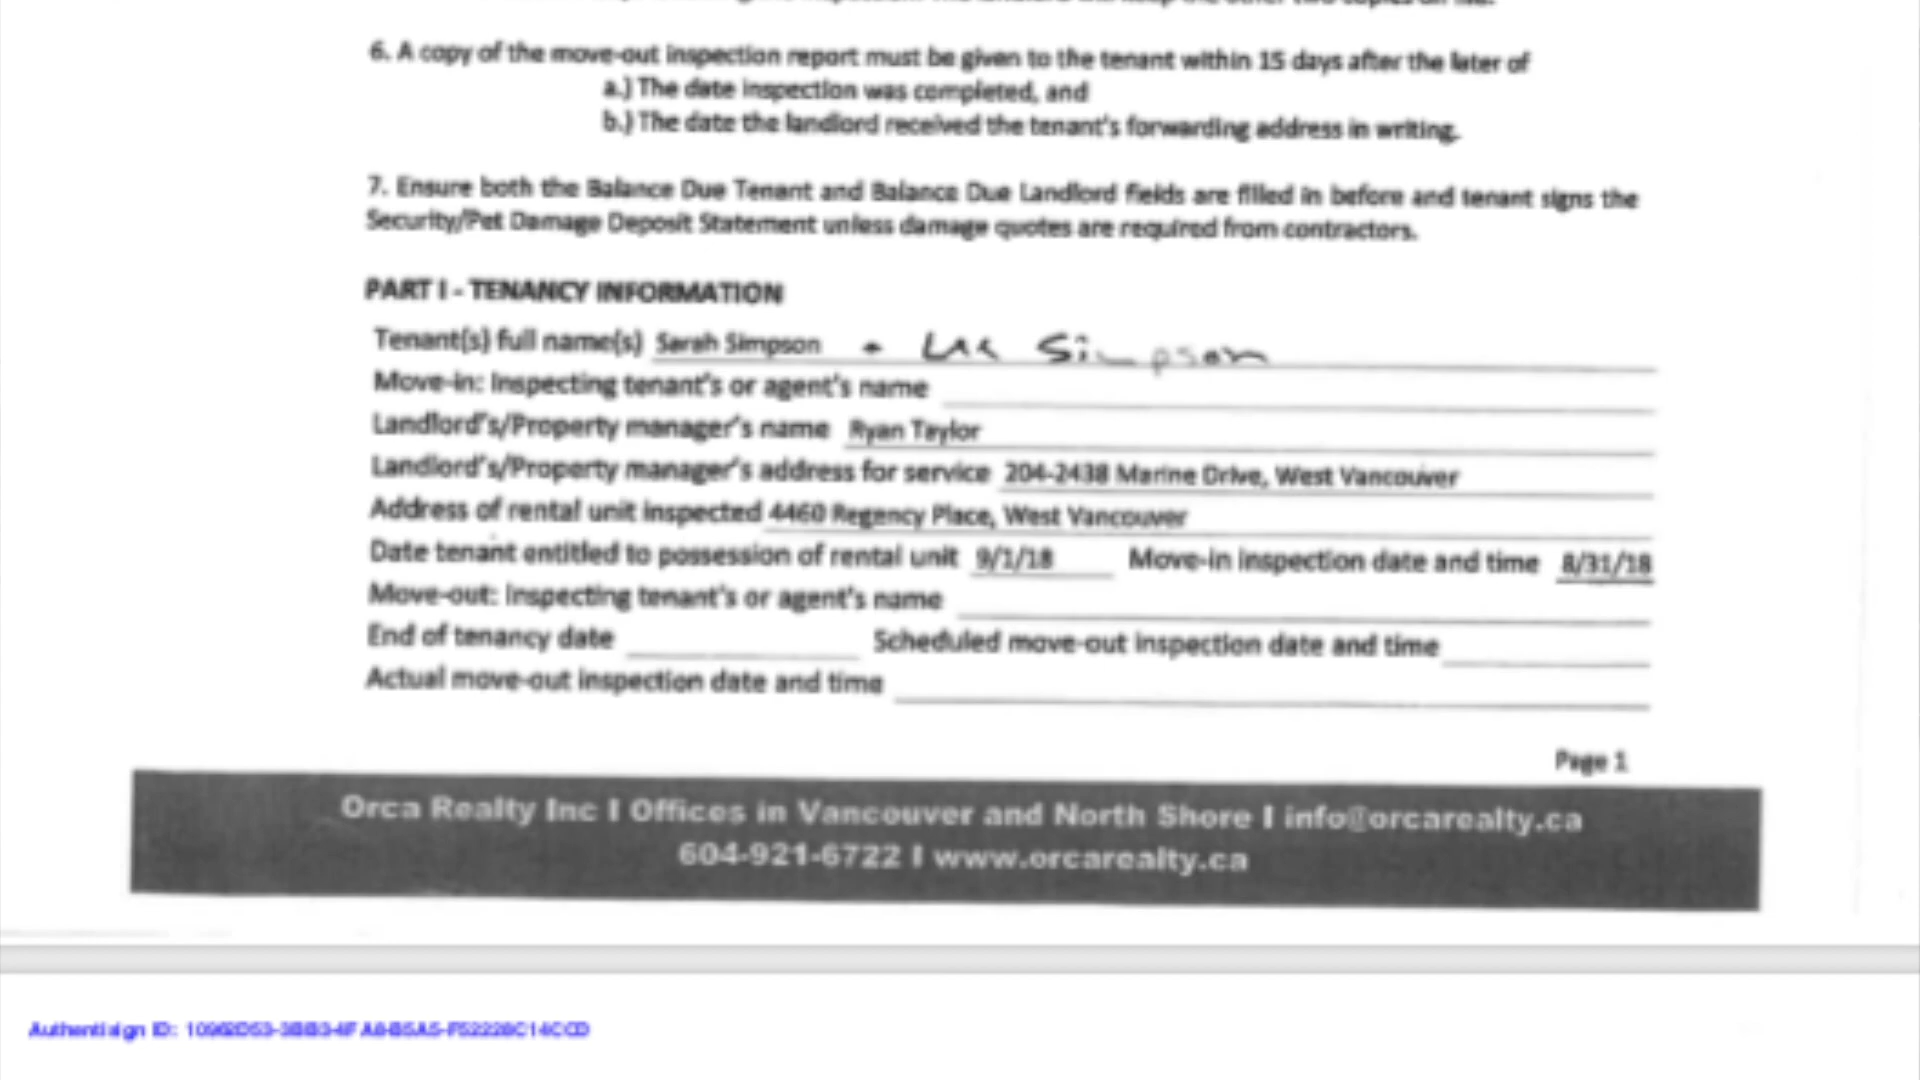 6. A copy of the move-out inspection report must be given to the tenant within 15 days after the later of
a.) The date inspection was completed, and
b.) The date the landlord received the tenant's forwarding address in writing.
7. Ensure both the Balance Due Tenant and Balance Due Landlord fields are filled in before and tenant signs the
Security/Pet Damage Deposit Statement unless damage quotes are required from contractors.
PART I - TENANCY INFORMATION
Tenant(s) full name(s) Sarah Simpson Simpson
Move-in: Inspecting tenant's or agent's name
Landlord's/Property manager's name Ryan Taylor
Landlord's/Property manager's address for service 204-2438 Marine Drive, West Vancouver
Address of rental unit inspected 4460 Regency Place, West Vancouver
Date tenant entitled to possession of rental unit 9/1/18 Move-in inspection date and time 8/31/18
Move-out: Inspecting tenant's or agent's name
End of tenancy date Scheduled move-out inspection date and time
Actual move-out inspection date and time
Page 1
Orca Realty Inc I Offices in Vancouver and North Shore I info@orcarealty.ca
604-921-6722 I www.orcarealty.ca
Authentisign ID: